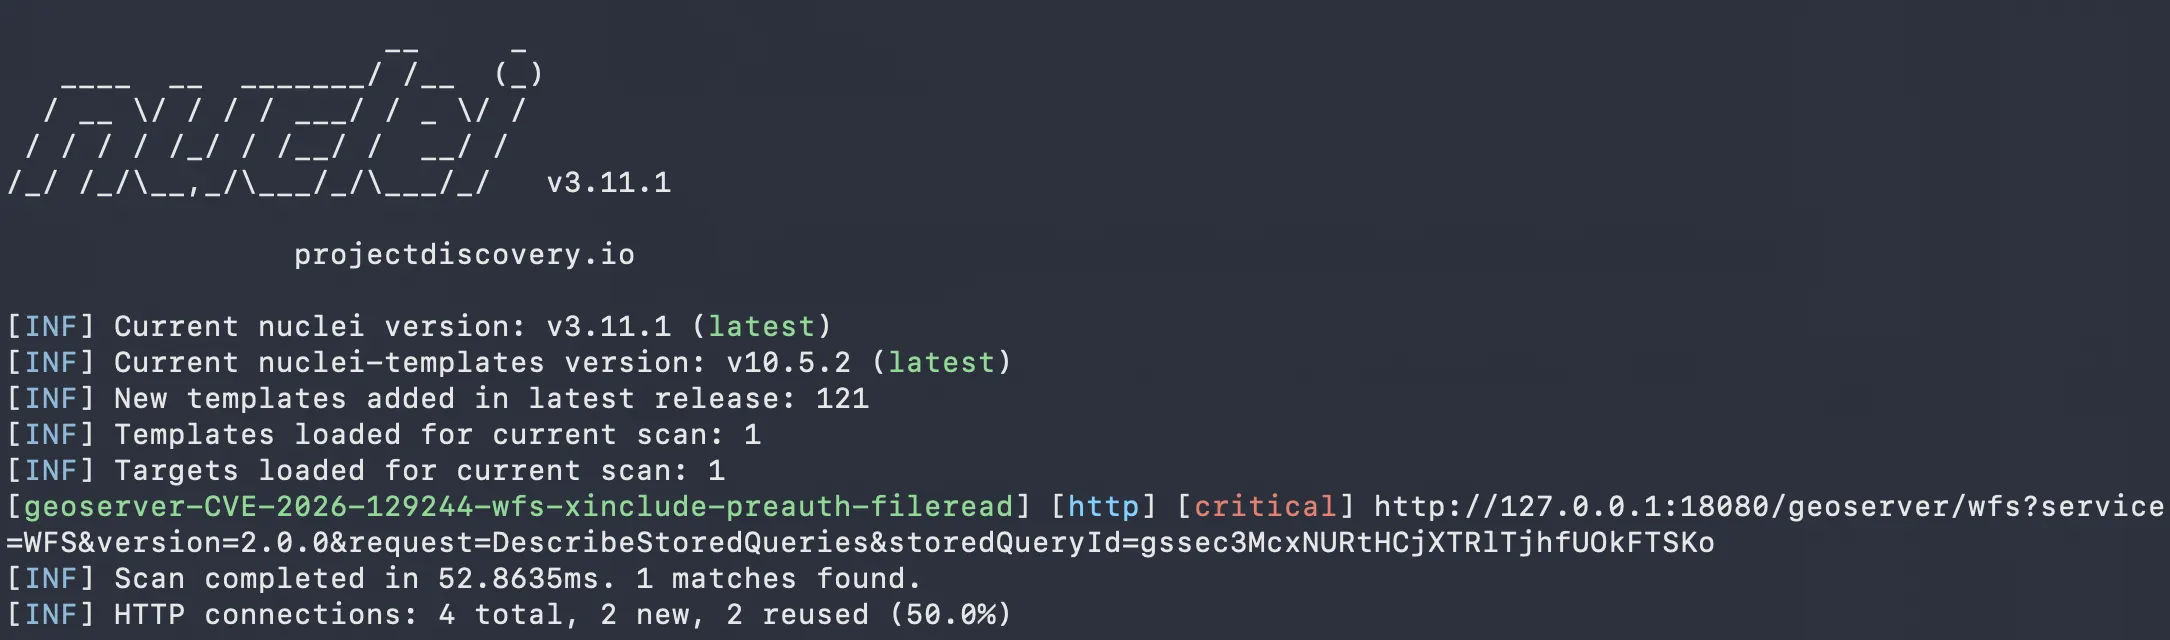 __     _
   ____  __  _______/ /__  (_)
  / __ \/ / / / ___/ / _ \/ /
 / / / / /_/ / /__/ /  __/ /
/_/ /_/\__,_/\___/_/\___/_/   v3.11.1
projectdiscovery.io
[INF] Current nuclei version: v3.11.1 (latest)
[INF] Current nuclei-templates version: v10.5.2 (latest)
[INF] New templates added in latest release: 121
[INF] Templates loaded for current scan: 1
[INF] Targets loaded for current scan: 1
[geoserver-CVE-2026-129244-wfs-xinclude-preauth-fileread] [http] [critical] http://127.0.0.1:18080/geoserver/wfs?service
=WFS&version=2.0.0&request=DescribeStoredQueries&storedQueryId=gssec3McxNURtHCjXTRlTjhfUOkFTSKo
[INF] Scan completed in 52.8635ms. 1 matches found.
[INF] HTTP connections: 4 total, 2 new, 2 reused (50.0%)